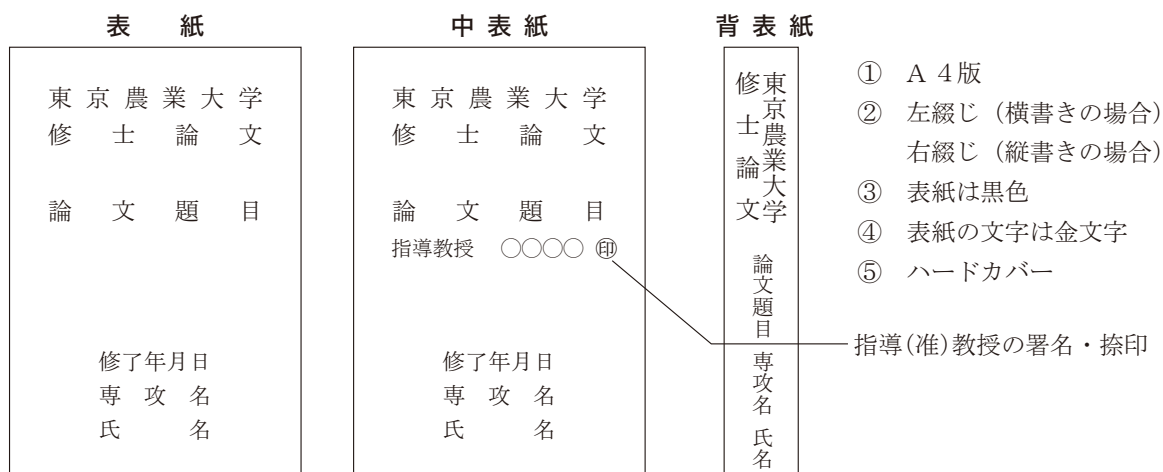 表紙
東京農業大学
修士論文
論文題目
修了年月日
専攻名
氏名
中表紙
東京農業大学
修士論文
論文題目
指導教授 ○○○○ ㊞
修了年月日
専攻名
氏名
背表紙
東京農業大学
修士論文
論文題目
専攻名
氏名
① A4版
② 左綴じ（横書きの場合）
右綴じ（縦書きの場合）
③ 表紙は黒色
④ 表紙の文字は金文字
⑤ ハードカバー
指導(准)教授の署名・捺印